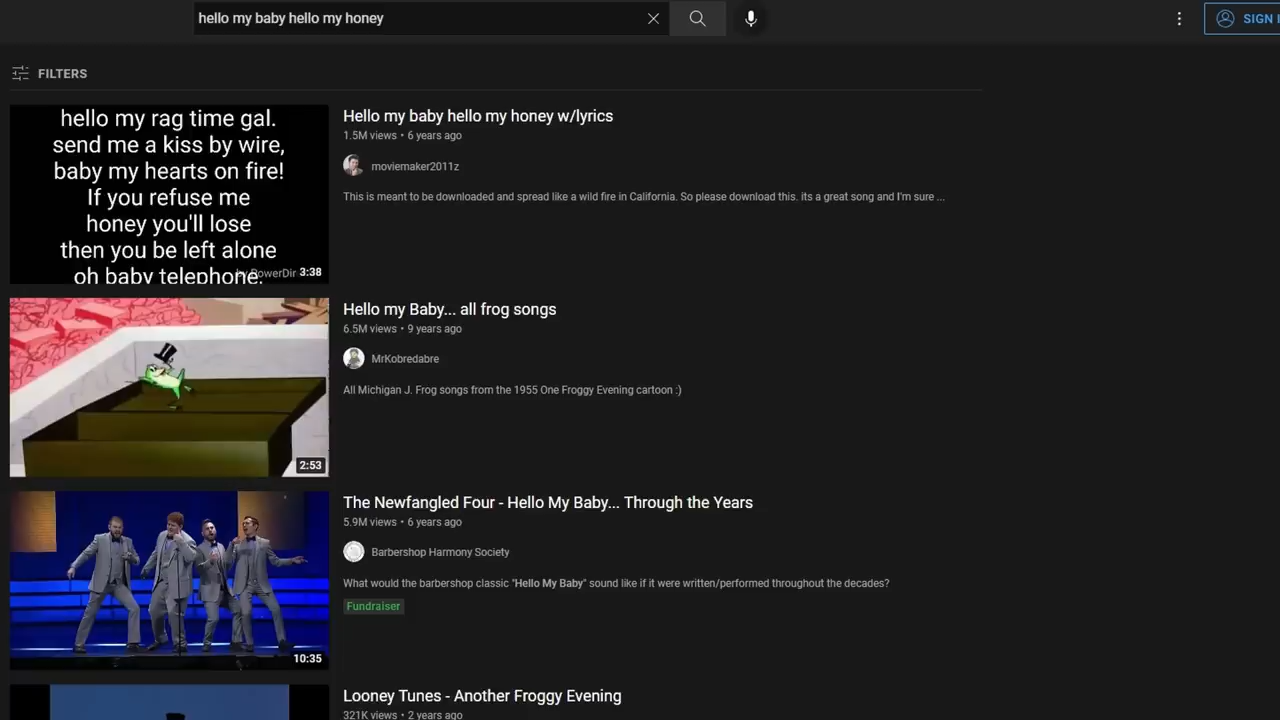 hello my baby hello my honey
SIGN
FILTERS
hello my rag time gal.
send me a kiss by wire,
baby my hearts on fire!
If you refuse me
honey you'll lose
then you be left alone
oh baby telephone.
by PowerDir
3:38
Hello my baby hello my honey w/lyrics
1.5M views • 6 years ago
moviemaker2011z
This is meant to be downloaded and spread like a wild fire in California. So please download this. its a great song and I'm sure ...
2:53
Hello my Baby... all frog songs
6.5M views • 9 years ago
MrKobredabre
All Michigan J. Frog songs from the 1955 One Froggy Evening cartoon :)
10:35
The Newfangled Four - Hello My Baby... Through the Years
5.9M views • 6 years ago
Barbershop Harmony Society
What would the barbershop classic "Hello My Baby" sound like if it were written/performed throughout the decades?
Fundraiser
Looney Tunes - Another Froggy Evening
321K views • 2 years ago